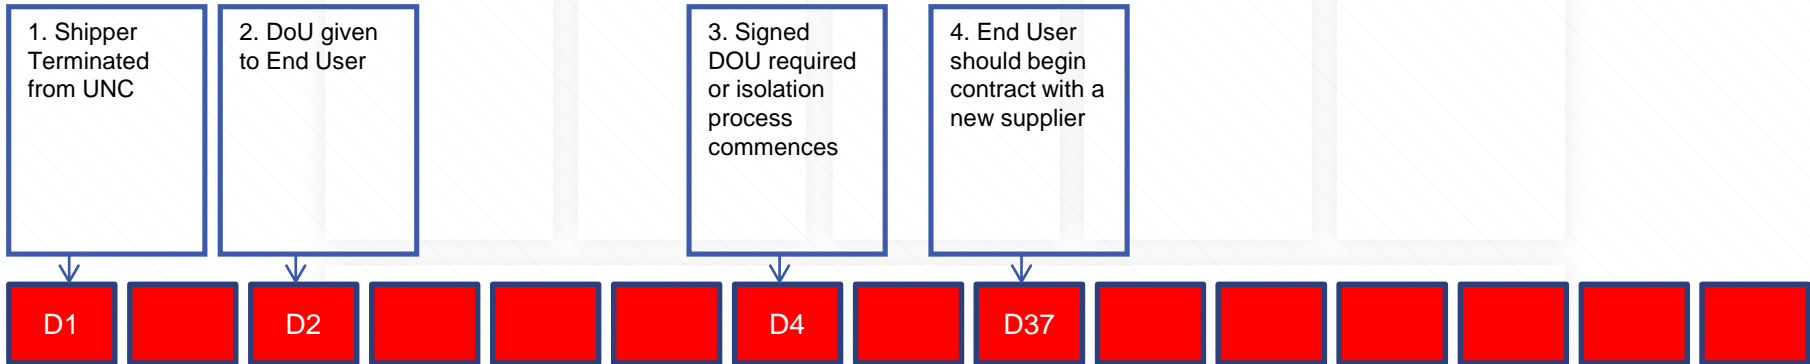 1. Shipper
Terminated
from UNC
2. DoU given
to End User
3. Signed
DOU required
or isolation
process
commences
4. End User
should begin
contract with a
new supplier
D1
D2
D4
D37